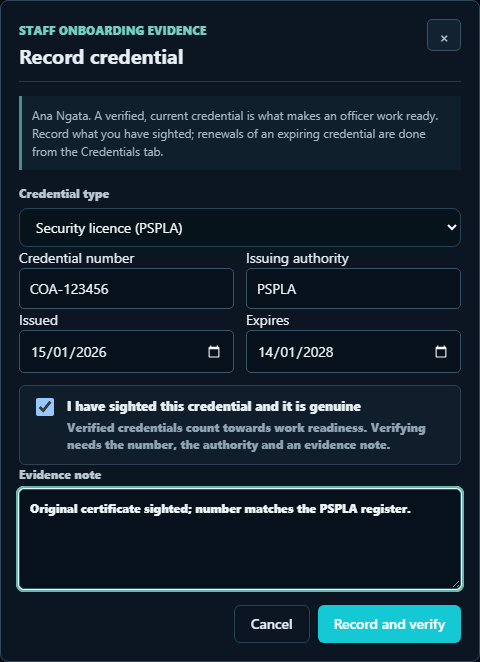 STAFF ONBOARDING EVIDENCE
Record credential
×
Ana Ngata. A verified, current credential is what makes an officer work ready.
Record what you have sighted; renewals of an expiring credential are done
from the Credentials tab.
Credential type
Security licence (PSPLA)
Credential number
Issuing authority
COA-123456
PSPLA
Issued
Expires
15/01/2026
14/01/2028
I have sighted this credential and it is genuine
Verified credentials count towards work readiness. Verifying
needs the number, the authority and an evidence note.
Evidence note
Original certificate sighted; number matches the PSPLA register.
Cancel
Record and verify